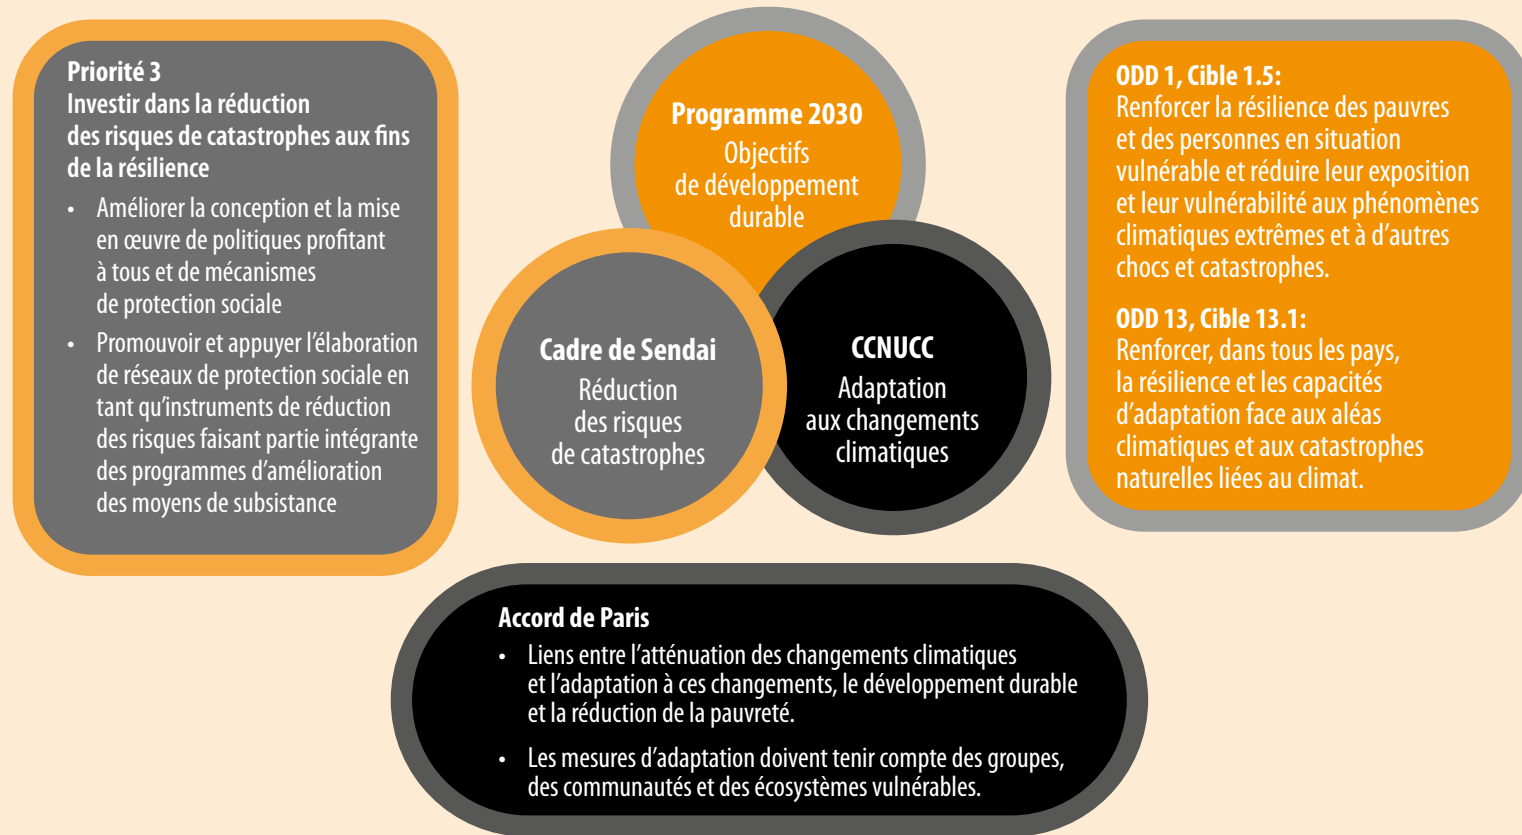 Priorité 3
Investir dans la réduction
des risques de catastrophes aux fins
de la résilience
• Améliorer la conception et la mise
en œuvre de politiques profitant
à tous et de mécanismes
de protection sociale
• Promouvoir et appuyer l’élaboration
de réseaux de protection sociale en
tant qu’instruments de réduction
des risques faisant partie intégrante
des programmes d’amélioration
des moyens de subsistance
Programme 2030
Objectifs
de développement
durable
Cadre de Sendai
Réduction
des risques
de catastrophes
CCNUCC
Adaptation
aux changements
climatiques
ODD 1, Cible 1.5:
Renforcer la résilience des pauvres
et des personnes en situation
vulnérable et réduire leur exposition
et leur vulnérabilité aux phénomènes
climatiques extrêmes et à d’autres
chocs et catastrophes.
ODD 13, Cible 13.1:
Renforcer, dans tous les pays,
la résilience et les capacités
d’adaptation face aux aléas
climatiques et aux catastrophes
naturelles liées au climat.
Accord de Paris
• Liens entre l’atténuation des changements climatiques
et l’adaptation à ces changements, le développement durable
et la réduction de la pauvreté.
• Les mesures d’adaptation doivent tenir compte des groupes,
des communautés et des écosystèmes vulnérables.